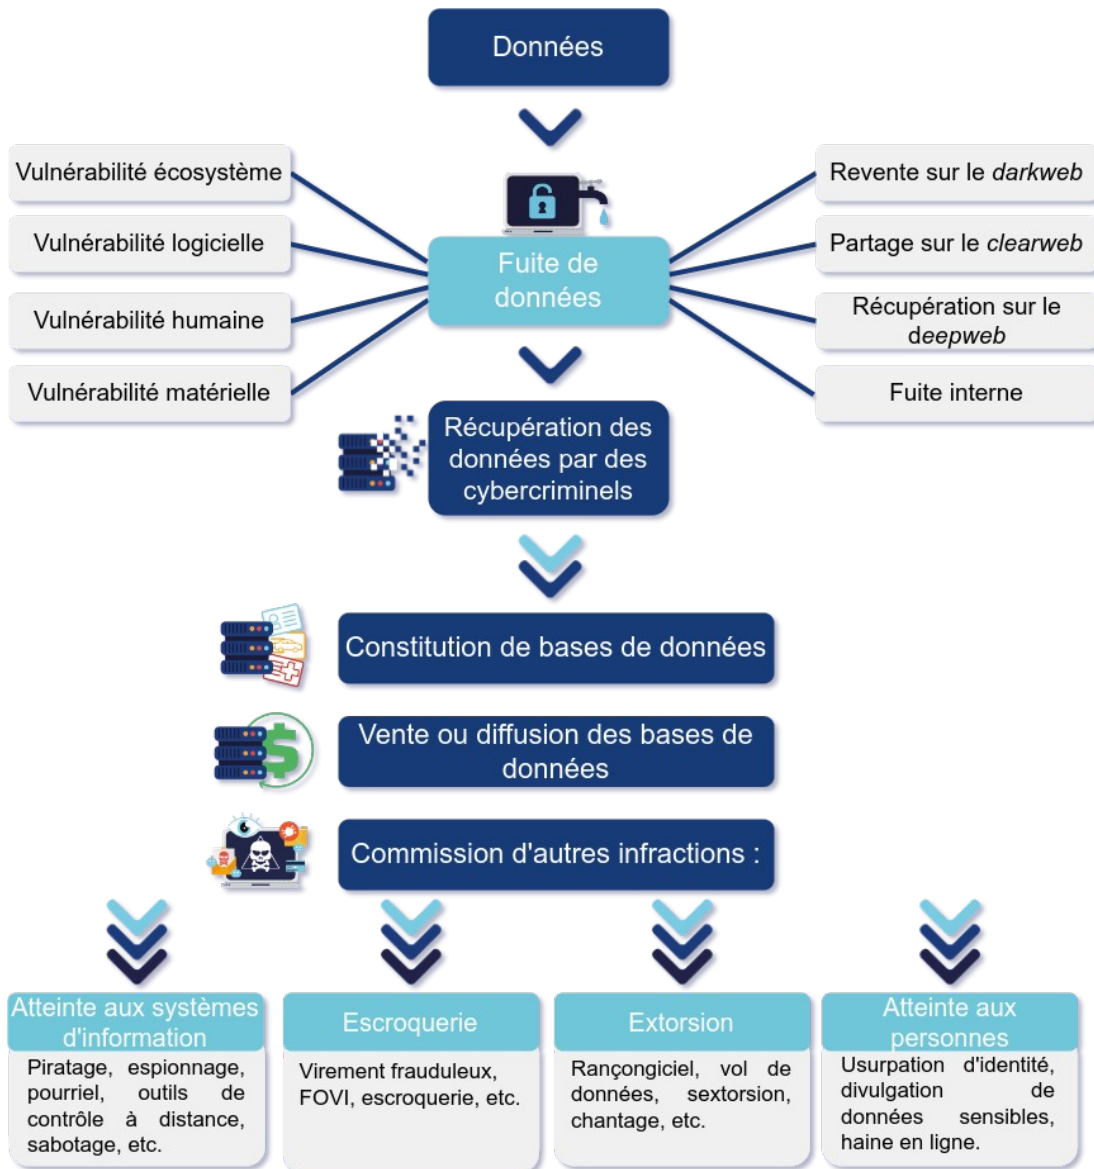 Données
Vulnérabilité écosystème
Vulnérabilité logicielle
Vulnérabilité humaine
Vulnérabilité matérielle
Fuite de
données
Revente sur le darkweb
Partage sur le clearweb
Récupération sur le
deepweb
Fuite interne
Récupération des
données par des
cybercriminels
Constitution de bases de données
$
Vente ou diffusion des bases de
données
Commission d'autres infractions :
Atteinte aux systèmes
d'information
Piratage, espionnage,
pourriel, outils de
contrôle à distance,
sabotage, etc.
Escroquerie
Virement frauduleux,
FOVI, escroquerie, etc.
Extorsion
Rançongiciel, vol de
données, sextorsion,
chantage, etc.
Atteinte aux
personnes
Usurpation d'identité,
divulgation de
données sensibles,
haine en ligne.